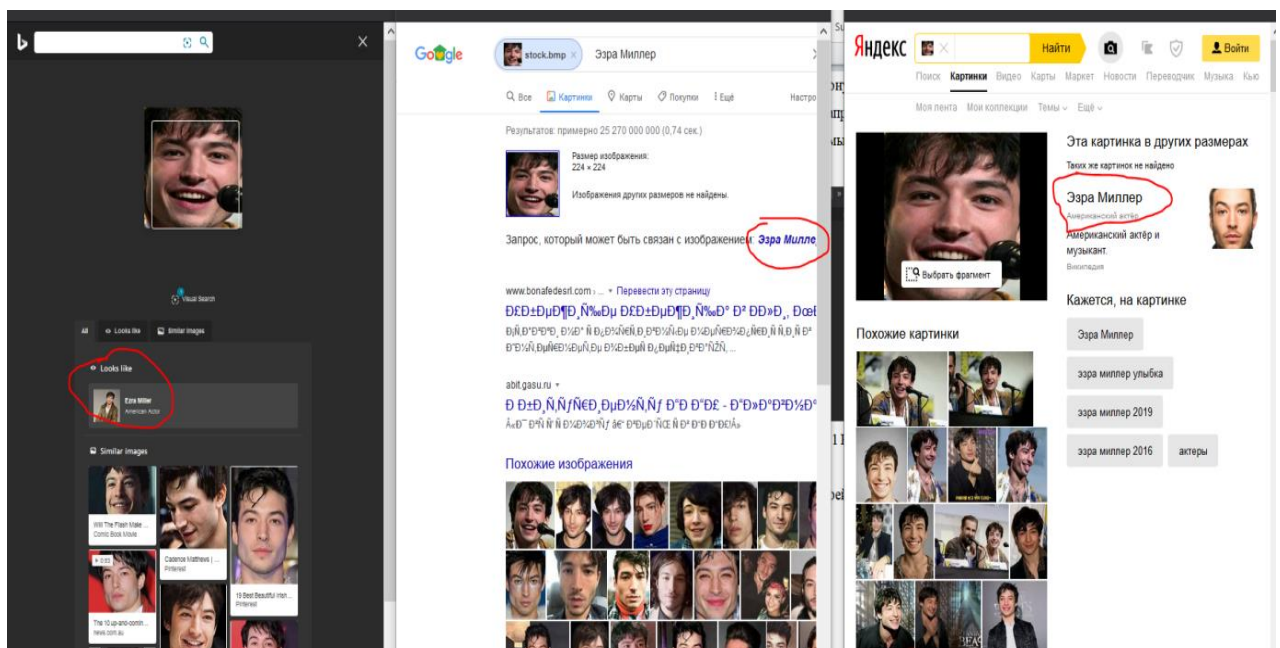 Visual Search
All
Looks like
Similar Images
Looks like
Ezra Miller
American Actor
Similar images
Will The Flash Make ...
Comic Book Movie
Cadence Matthews | ...
Pinterest
0:53
The 10 up-and-comin...
news.com.au
19 Best Beautiful Irish ...
Pinterest
Google
stock.bmp
Эзра Миллер
Все
Картинки
Карты
Покупки
Ещё
Настро
Результатов: примерно 25 270 000 000 (0,74 сек.)
Размер изображения:
224 × 224
Изображения других размеров не найдены.
Запрос, который может быть связан с изображением: Эзра Милле
www.bonafedesrl.com › ... Перевести эту страницу
abit.gasu.ru
Похожие изображения
Яндекс
Найти
Войти
Поиск Картинки Видео Карты Маркет Новости Переводчик Музыка Кью
Моя лента Мои коллекции Темы Ещё
Выбрать фрагмент
Эта картинка в других размерах
Таких же картинок не найдено
Эзра Миллер
Американский актёр
Американский актёр и
музыкант.
Википедия
Кажется, на картинке
Эзра Миллер
эзра миллер улыбка
эзра миллер 2019
эзра миллер 2016
актеры
Похожие картинки